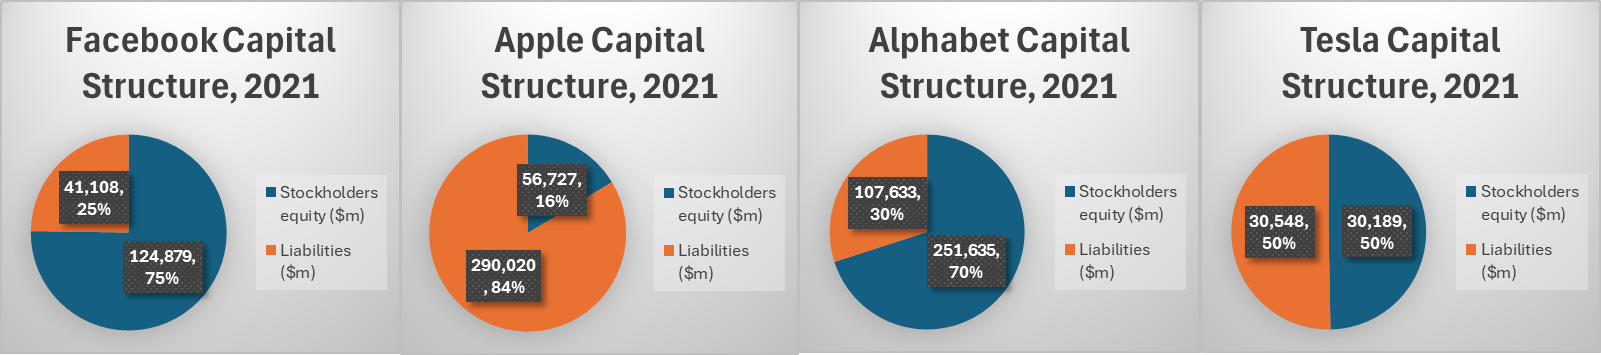 Facebook Capital
Structure, 2021
41,108,
25%
124,879,
75%
Stockholders
equity ($m)
Liabilities
($m)
Apple Capital
Structure, 2021
56,727,
16%
290,020
, 84%
Stockholders
equity ($m)
Liabilities
($m)
Alphabet Capital
Structure, 2021
107,633,
30%
251,635,
70%
Stockholders
equity ($m)
Liabilities
($m)
Tesla Capital
Structure, 2021
30,548,
50%
30,189,
50%
Stockholders
equity ($m)
Liabilities
($m)